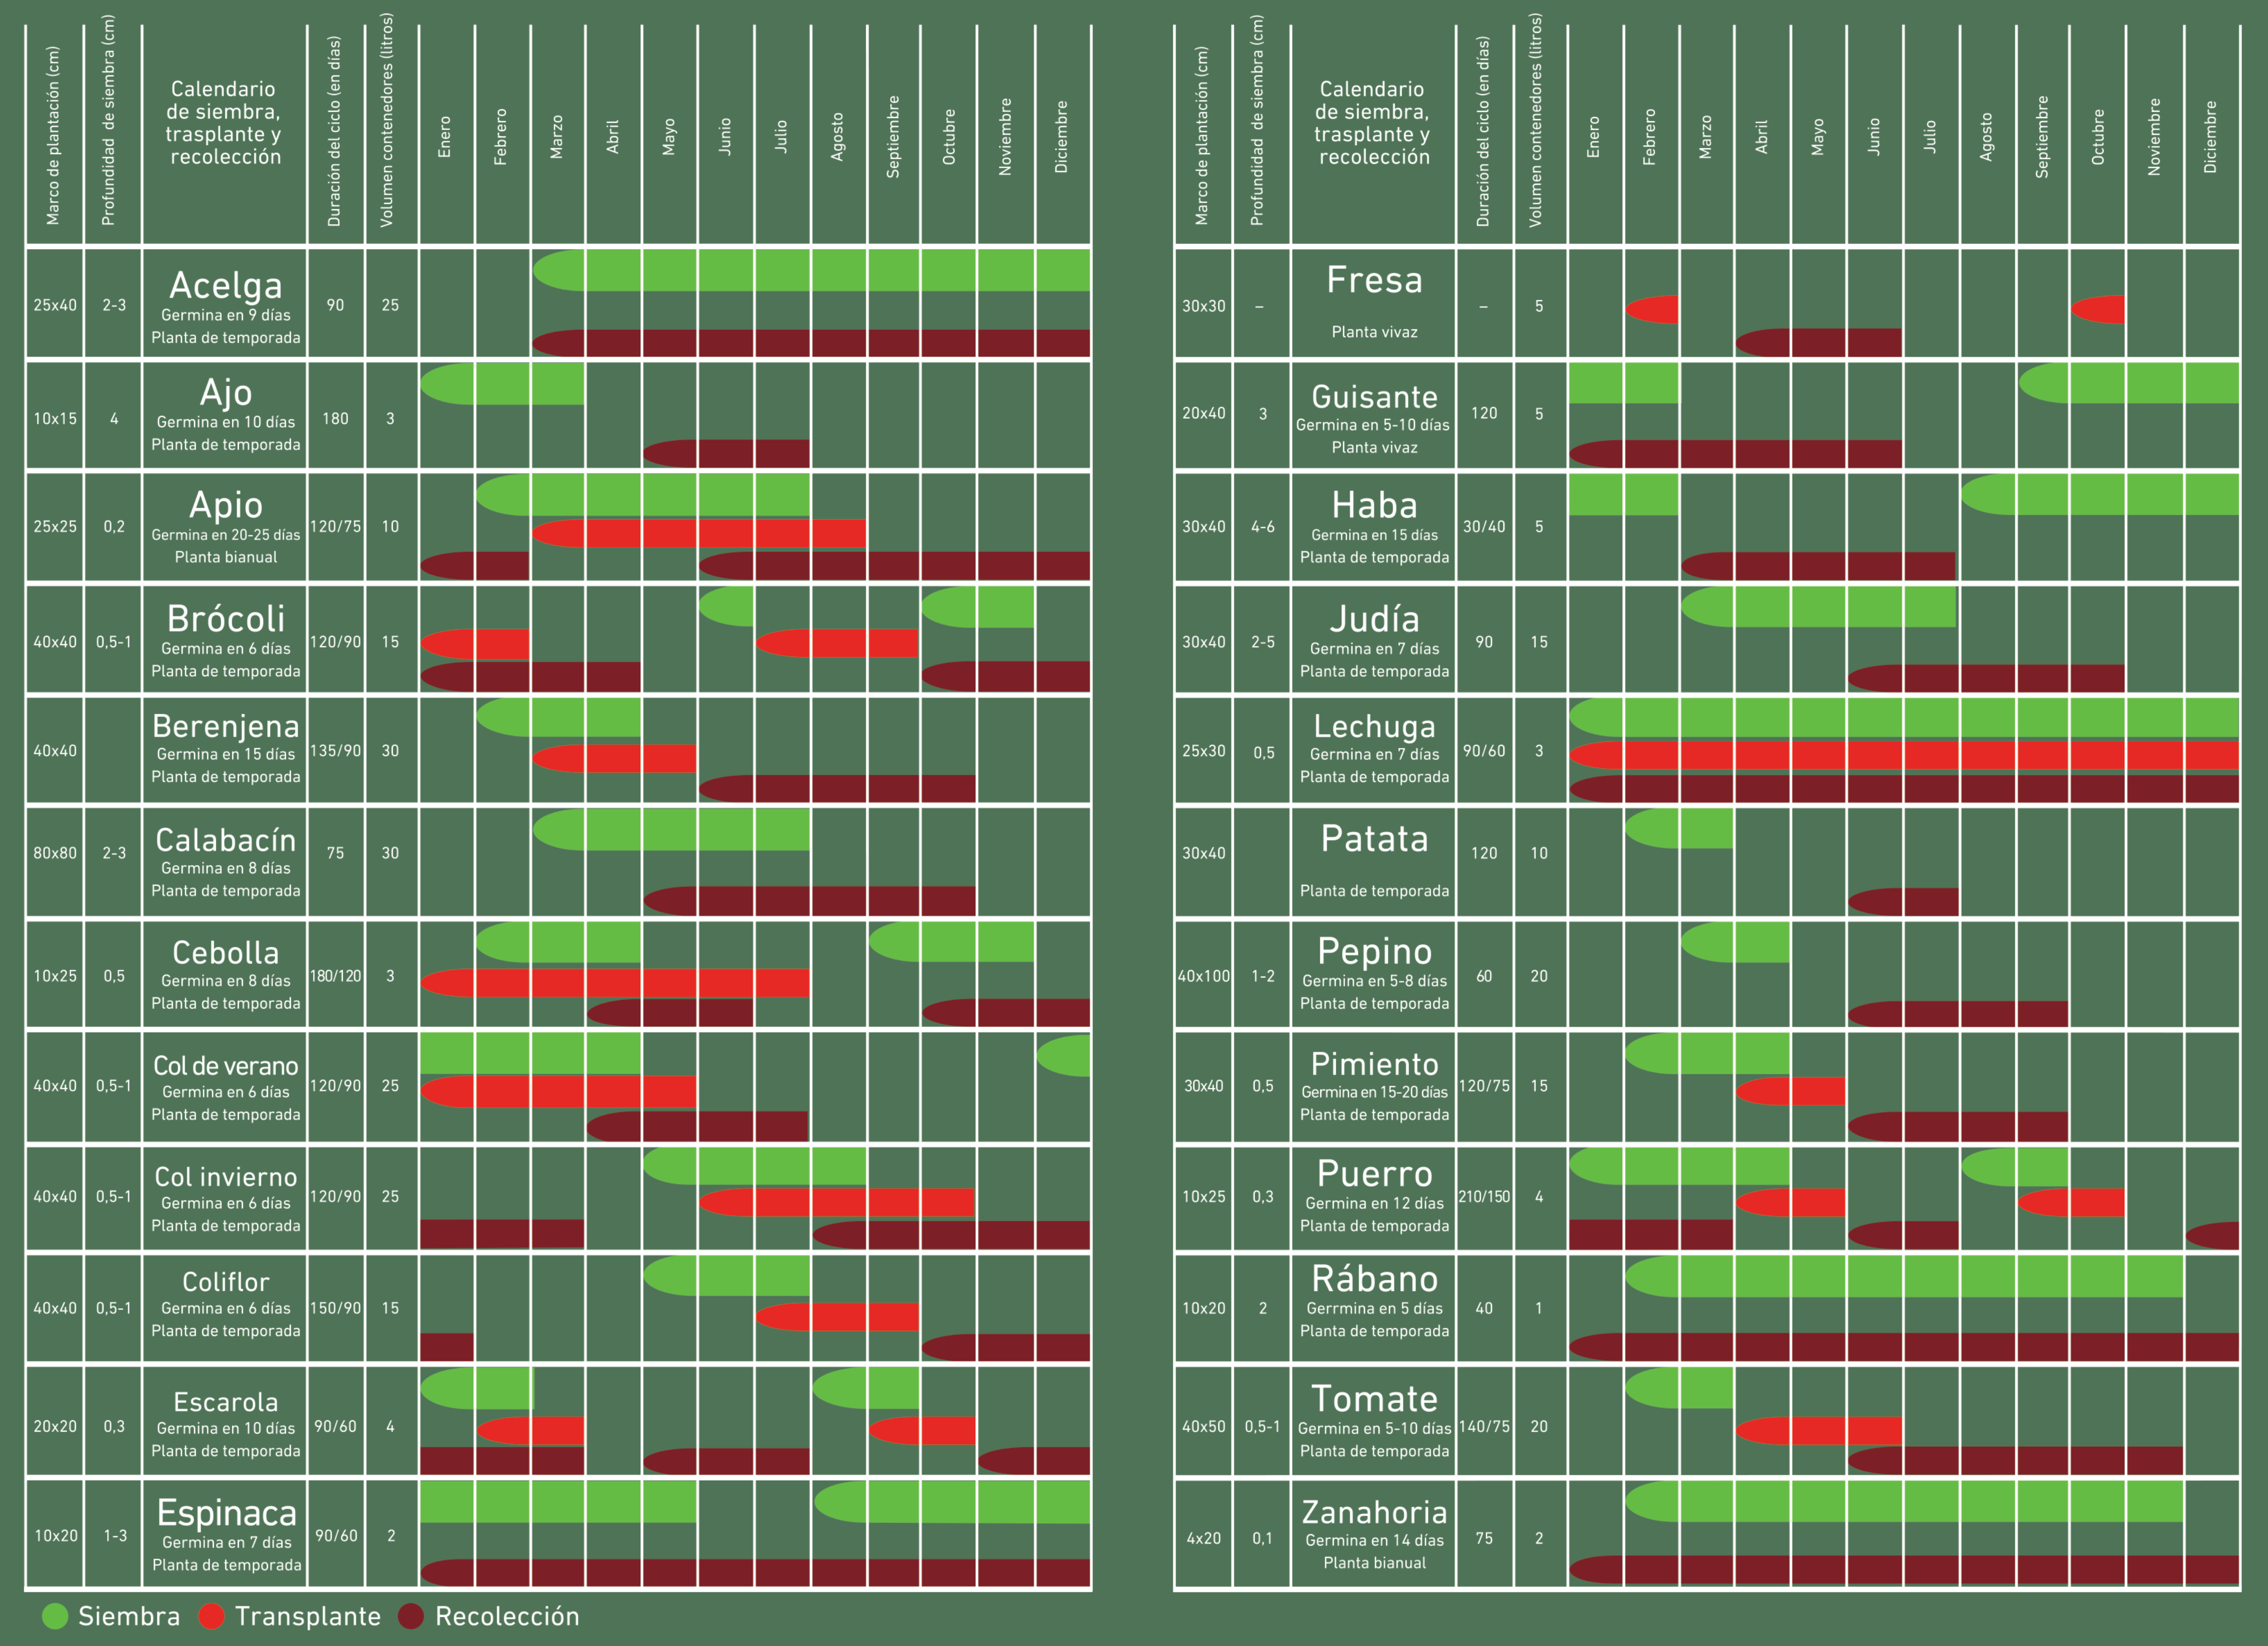 Marco de plantación (cm)
Profundidad de siembra (cm)
Calendario
de siembra,
trasplante y
recolección
Duración del ciclo (en días)
Volumen contenedores (litros)
Enero
Febrero
Marzo
Abril
Mayo
Junio
Julio
Agosto
Septiembre
Octubre
Noviembre
Diciembre
25x40 2-3 Acelga 90 25
Germina en 9 días
Planta de temporada
10x15 4 Ajo 180 3
Germina en 10 días
Planta de temporada
25x25 0,2 Apio 120/75 10
Germina en 20-25 días
Planta bianual
40x40 0,5-1 Brócoli 120/90 15
Germina en 6 días
Planta de temporada
40x40 Berenjena 135/90 30
Germina en 15 días
Planta de temporada
80x80 2-3 Calabacín 75 30
Germina en 8 días
Planta de temporada
10x25 0,5 Cebolla 180/120 3
Germina en 8 días
Planta de temporada
40x40 0,5-1 Col de verano 120/90 25
Germina en 6 días
Planta de temporada
40x40 0,5-1 Col invierno 120/90 25
Germina en 6 días
Planta de temporada
40x40 0,5-1 Coliflor 150/90 15
Germina en 6 días
Planta de temporada
20x20 0,3 Escarola 90/60 4
Germina en 10 días
Planta de temporada
10x20 1-3 Espinaca 90/60 2
Germina en 7 días
Planta de temporada
Siembra Transplante Recolección
Marco de plantación (cm)
Profundidad de siembra (cm)
Calendario
de siembra,
trasplante y
recolección
Duración del ciclo (en días)
Volumen contenedores (litros)
Enero
Febrero
Marzo
Abril
Mayo
Junio
Julio
Agosto
Septiembre
Octubre
Noviembre
Diciembre
30x30 – Fresa – 5
Planta vivaz
20x40 3 Guisante 120 5
Germina en 5-10 días
Planta vivaz
30x40 4-6 Haba 30/40 5
Germina en 15 días
Planta de temporada
30x40 2-5 Judía 90 15
Germina en 7 días
Planta de temporada
25x30 0,5 Lechuga 90/60 3
Germina en 7 días
Planta de temporada
30x40 Patata 120 10
Planta de temporada
40x100 1-2 Pepino 60 20
Germina en 5-8 días
Planta de temporada
30x40 0,5 Pimiento 120/75 15
Germina en 15-20 días
Planta de temporada
10x25 0,3 Puerro 210/150 4
Germina en 12 días
Planta de temporada
10x20 2 Rábano 40 1
Gerrmina en 5 días
Planta de temporada
40x50 0,5-1 Tomate 140/75 20
Germina en 5-10 días
Planta de temporada
4x20 0,1 Zanahoria 75 2
Germina en 14 días
Planta bianual